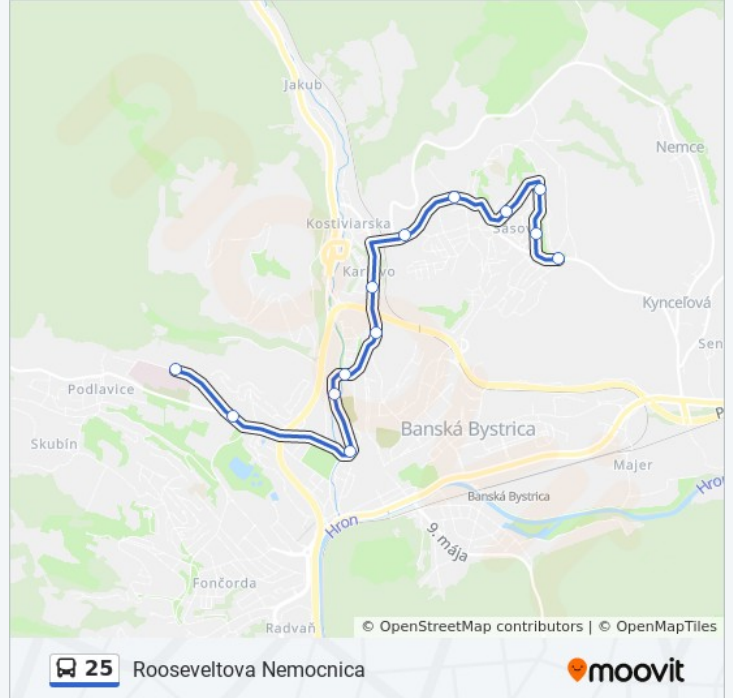 Jakub
Nemce
Kostiviarska
Sásov
Karlovo
Kynceľová
Sen
Podlavice
Skubín
Banská Bystrica
P
Majer
Banská Bystrica
Hron
Hron
9. mája
Fončorda
Radvaň
© OpenStreetMap contributors | © OpenMapTiles
25 Rooseveltova Nemocnica
moovit